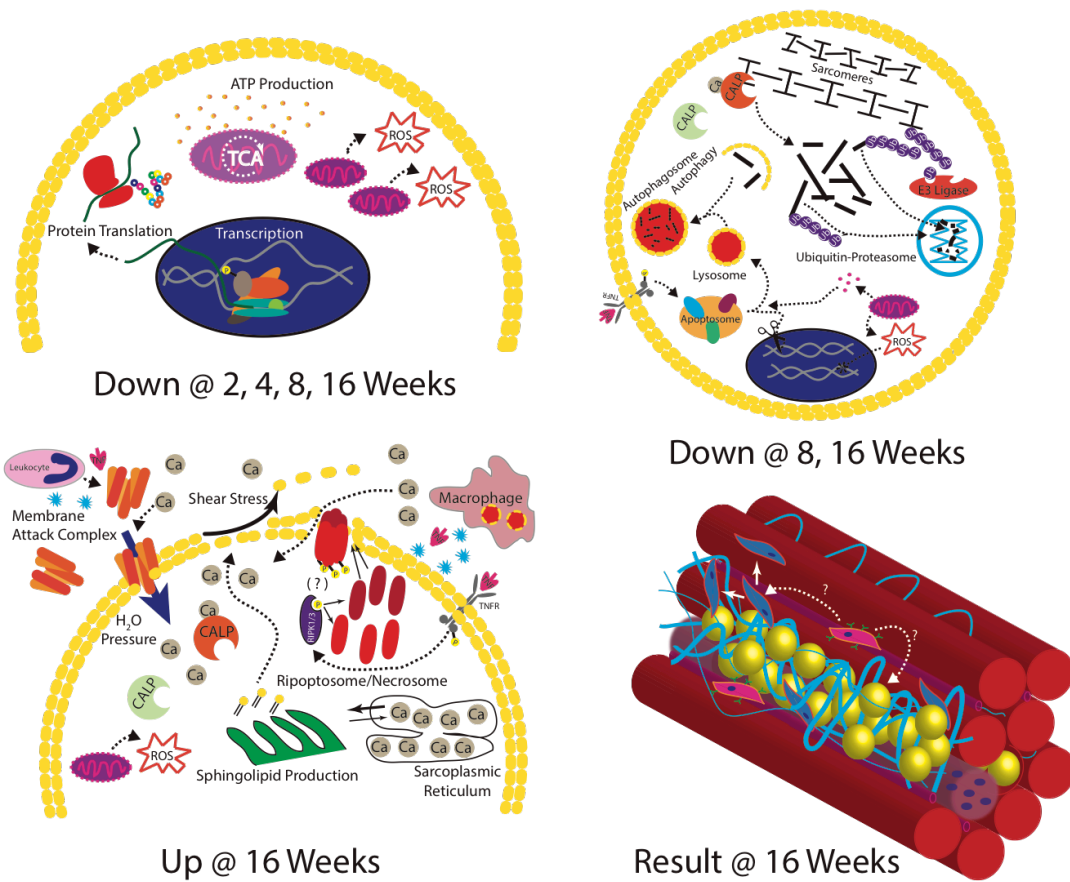 ATP Production
TCA
ROS
ROS
Protein Translation
Transcription
P
Down @ 2, 4, 8, 16 Weeks
Sarcomeres
Ca
CALP
CALP
E3 Ligase
Autophagosome
Autophagy
Lysosome
Ubiquitin-Proteasome
TNFR
Apoptosome
ROS
Down @ 8, 16 Weeks
Leukocyte
Ca
Ca
Ca
Shear Stress
Macrophage
Ca
Membrane
Attack Complex
Ca
Ca
(?)
P
P
P
P
RIPK1/3
TNFR
P
H2O
Pressure
Ca
CALP
Ca
Ca
CALP
Ripoptosome/Necrosome
ROS
Sphingolipid Production
Ca
Ca
Ca
Ca
Ca
Ca
Ca
Sarcoplasmic
Reticulum
Up @ 16 Weeks
?
?
Result @ 16 Weeks